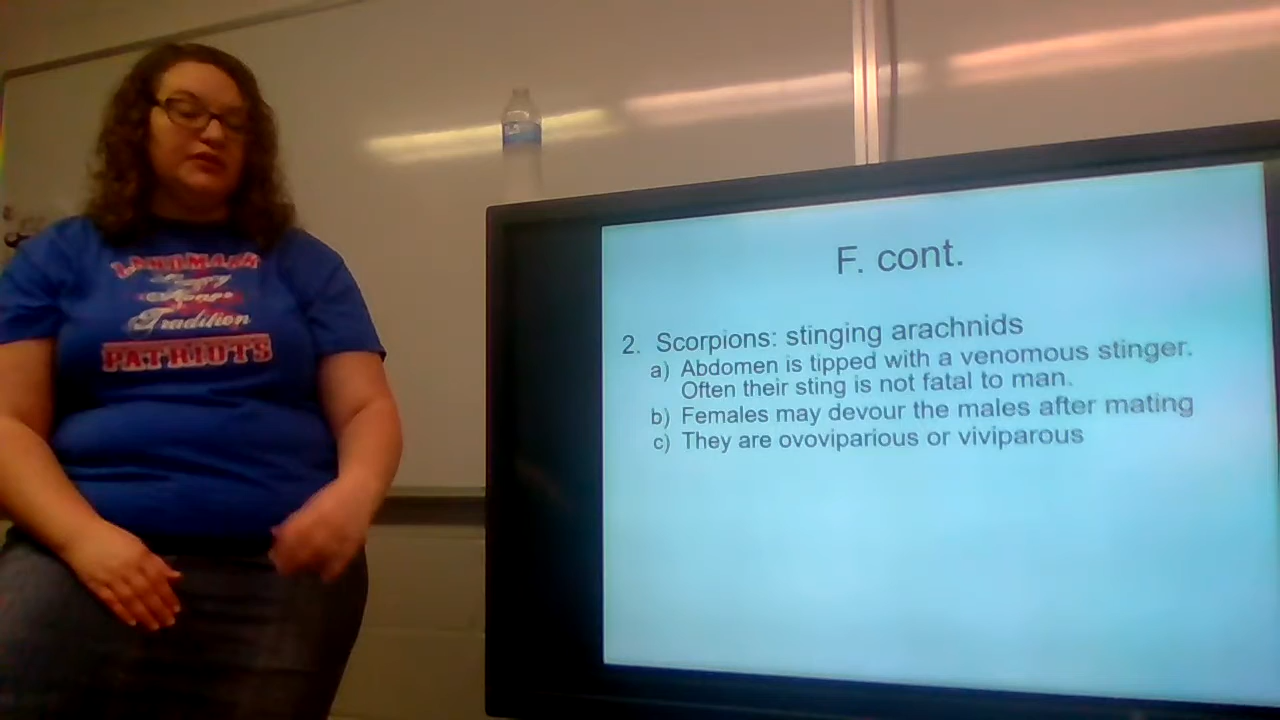 LANDMARK
Tradition
PATRIOTS
F. cont.
2. Scorpions: stinging arachnids
a) Abdomen is tipped with a venomous stinger.
Often their sting is not fatal to man.
b) Females may devour the males after mating
c) They are ovoviparious or viviparous